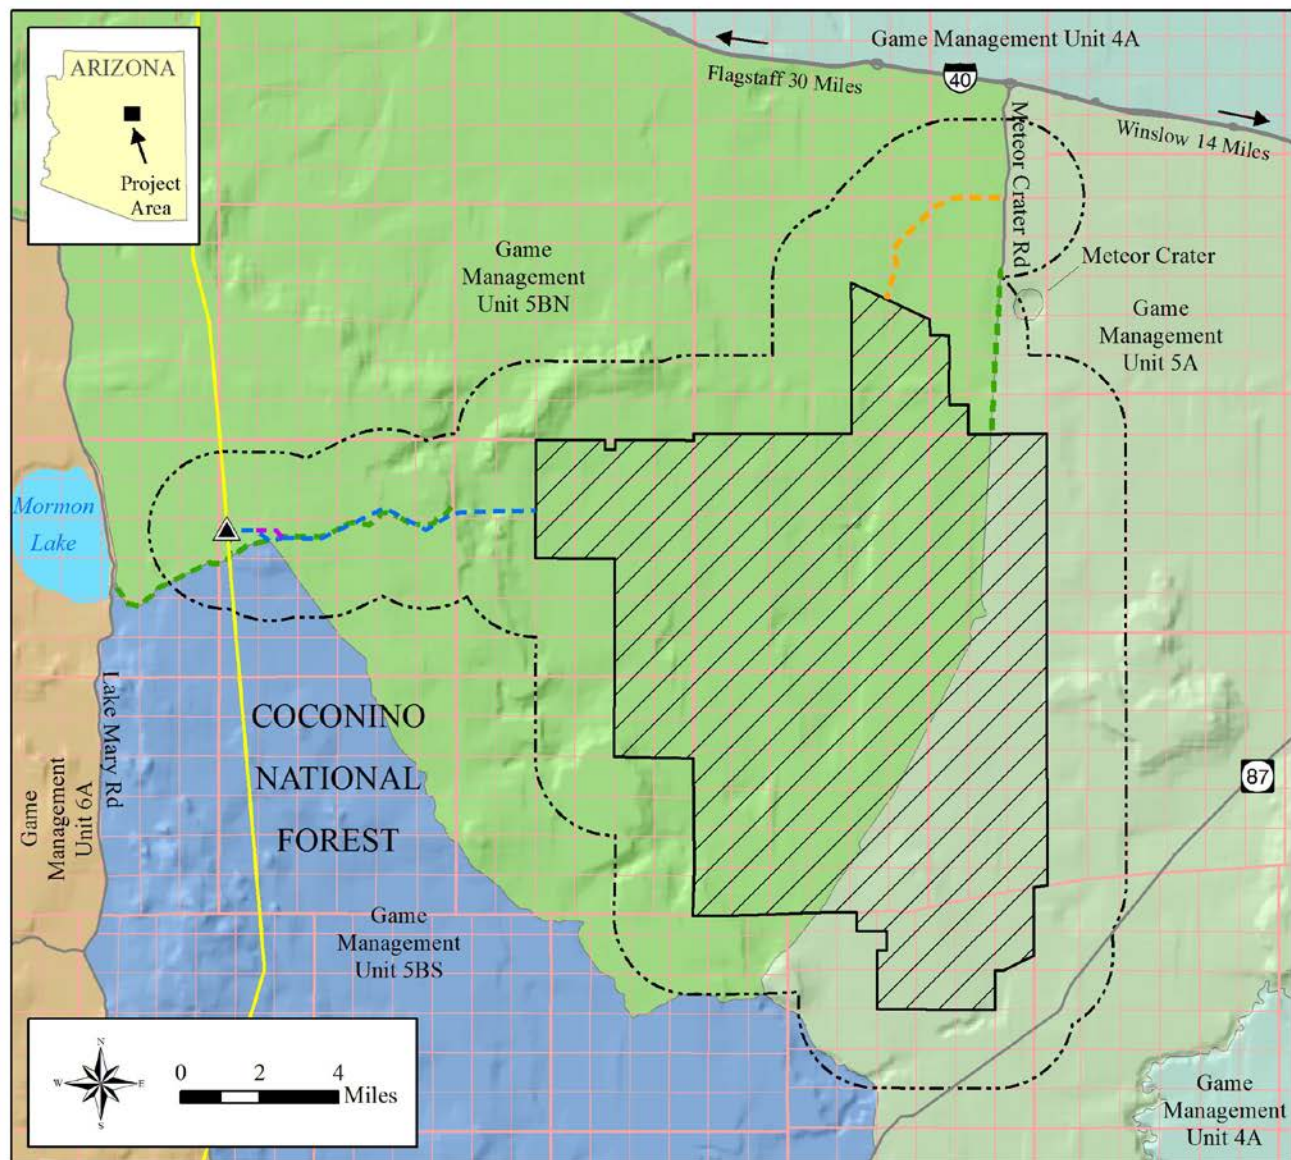 Game Management Unit 4A
40
Flagstaff 30 Miles
Winslow 14 Miles
Meteor Crater Rd
ARIZONA
Project
Area
Game
Management
Unit 5BN
Meteor Crater
Game
Management
Unit 5A
Mormon
Lake
Lake Mary Rd
Game
Management
Unit 6A
COCONINO
NATIONAL
FOREST
87
Game
Management
Unit 5BS
N
W
E
S
0 2 4
Miles
Game
Management
Unit 4A